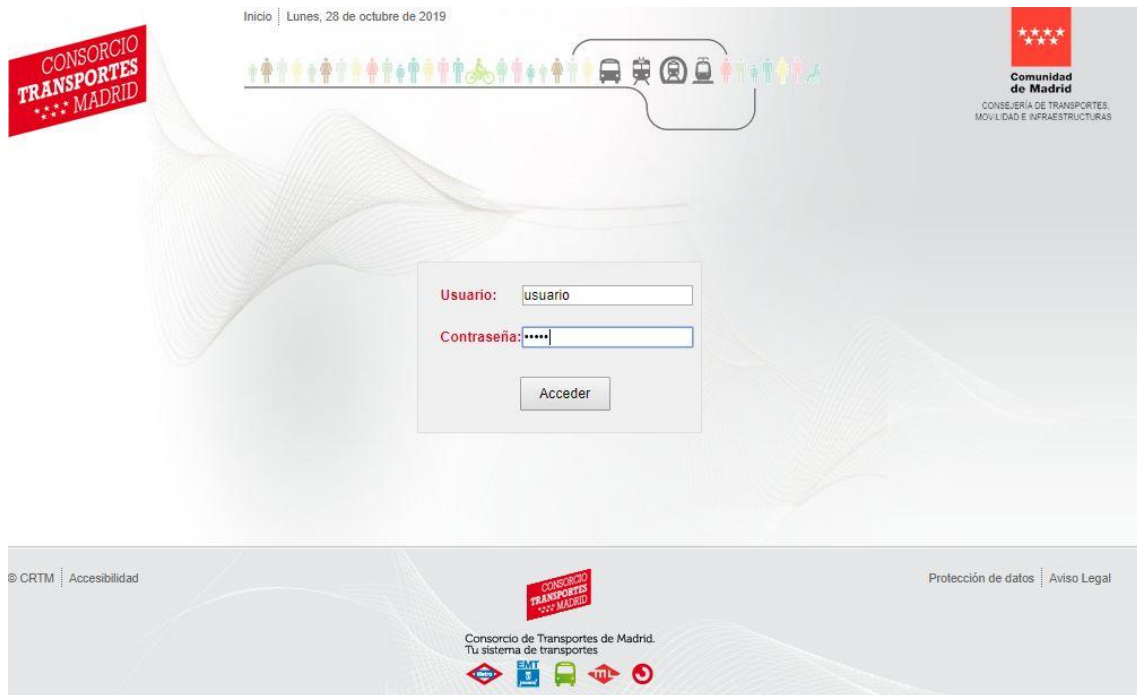 Inicio Lunes, 28 de octubre de 2019
CONSORCIO
TRANSPORTES
MADRID
Comunidad
de Madrid
CONSEJERÍA DE TRANSPORTES,
MOVILIDAD E INFRAESTRUCTURAS
Usuario: usuario
Contraseña: •••••
Acceder
© CRTM Accesibilidad
Protección de datos Aviso Legal
CONSORCIO
TRANSPORTES
MADRID
Consorcio de Transportes de Madrid.
Tu sistema de transportes
Metro EMT ML